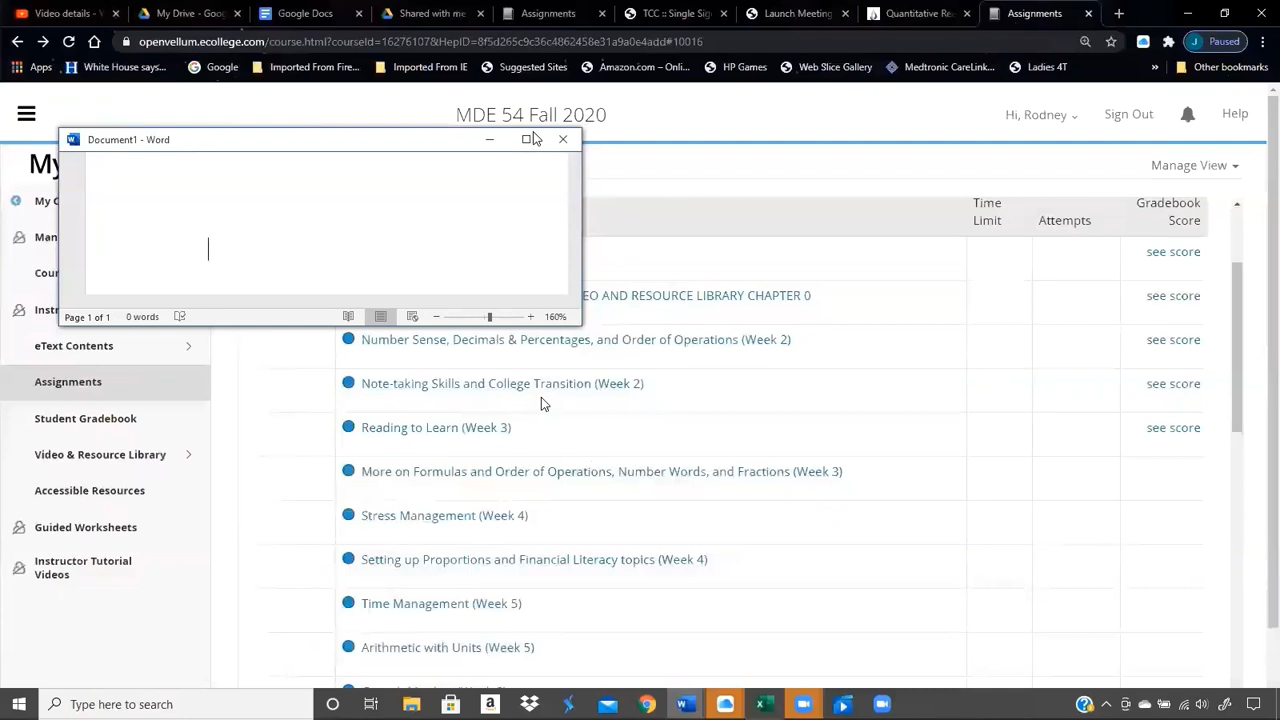 Video details - Y
My Drive - Goog
Google Docs
Shared with me
Assignments
TCC :: Single Sign
Launch Meeting
Quantitative Rea
Assignments
openvellum.ecollege.com/course.html?courseId=16276107&HepID=8f5d265c9c36c4862458e31a9a0e4add#10016
Paused
Apps
White House says...
Google
Imported From Fire...
Imported From IE
Suggested Sites
Amazon.com – Onli...
HP Games
Web Slice Gallery
Medtronic CareLink...
Ladies 4T
»
Other bookmarks
MDE 54 Fall 2020
Hi, Rodney
Sign Out
Help
Document1 - Word
My
Manage View
My C
Man
Cour
Instr
eText Contents
Assignments
Student Gradebook
Video & Resource Library
Accessible Resources
Guided Worksheets
Instructor Tutorial
Videos
Page 1 of 1
0 words
160%
Time
Limit
Attempts
Gradebook
Score
see score
EO AND RESOURCE LIBRARY CHAPTER 0
see score
Number Sense, Decimals & Percentages, and Order of Operations (Week 2)
see score
Note-taking Skills and College Transition (Week 2)
see score
Reading to Learn (Week 3)
see score
More on Formulas and Order of Operations, Number Words, and Fractions (Week 3)
Stress Management (Week 4)
Setting up Proportions and Financial Literacy topics (Week 4)
Time Management (Week 5)
Arithmetic with Units (Week 5)
Type here to search